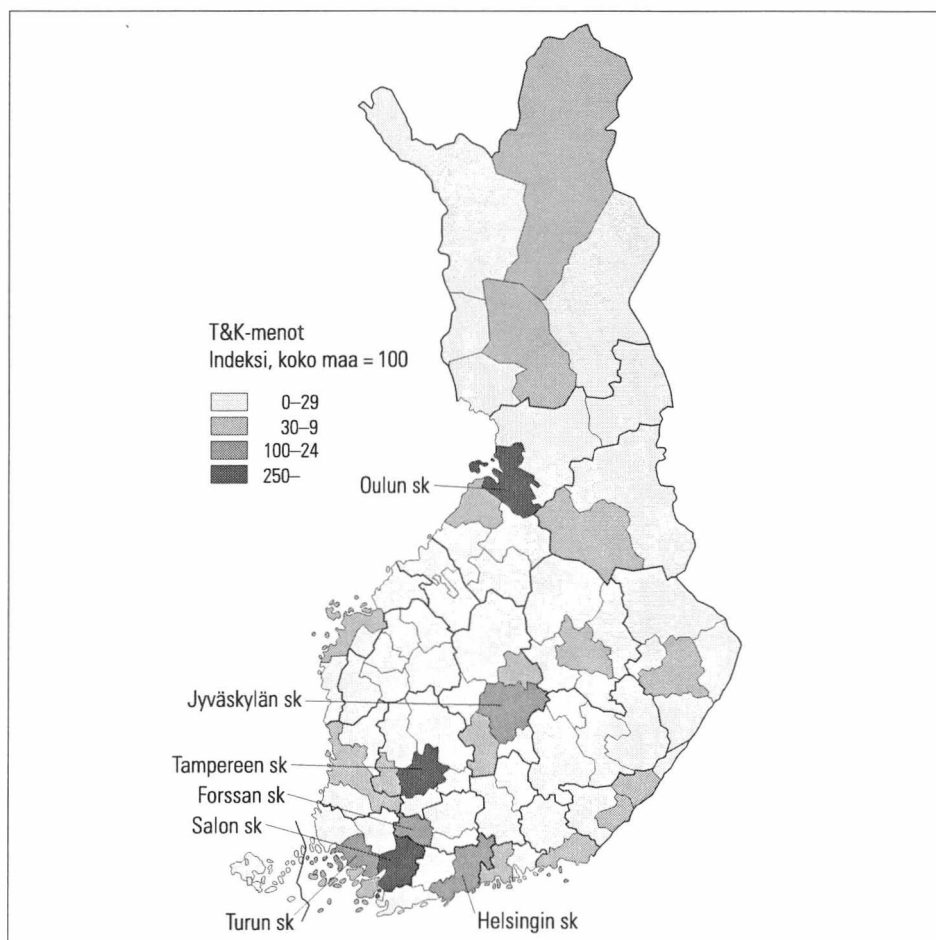 T&K-menot
Indeksi, koko maa = 100
0–29
30–9
100–24
250–
Oulun sk
Jyväskylän sk
Tampereen sk
Forssan sk
Salon sk
Turun sk
Helsingin sk